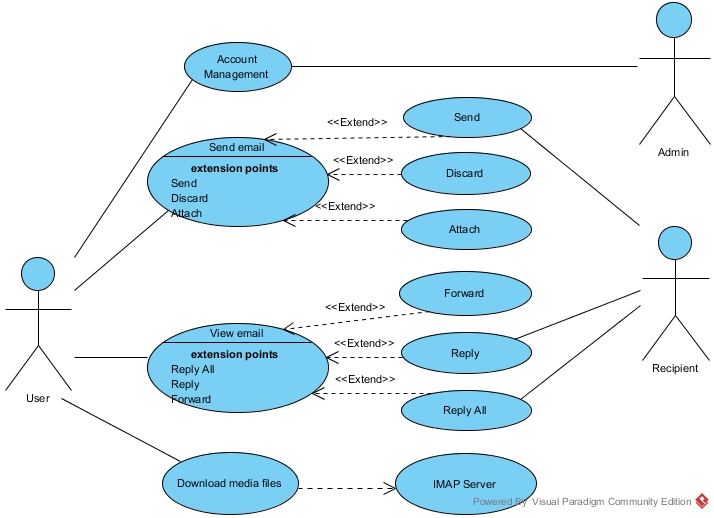 Account
Management
Admin
<<Extend>>
Send
Send email
extension points
Send
Discard
Attach
<<Extend>>
Discard
<<Extend>>
Attach
<<Extend>>
Forward
View email
extension points
Reply All
Reply
Forward
<<Extend>>
Reply
<<Extend>>
Reply All
Recipient
User
Download media files
IMAP Server
Powered By Visual Paradigm Community Edition